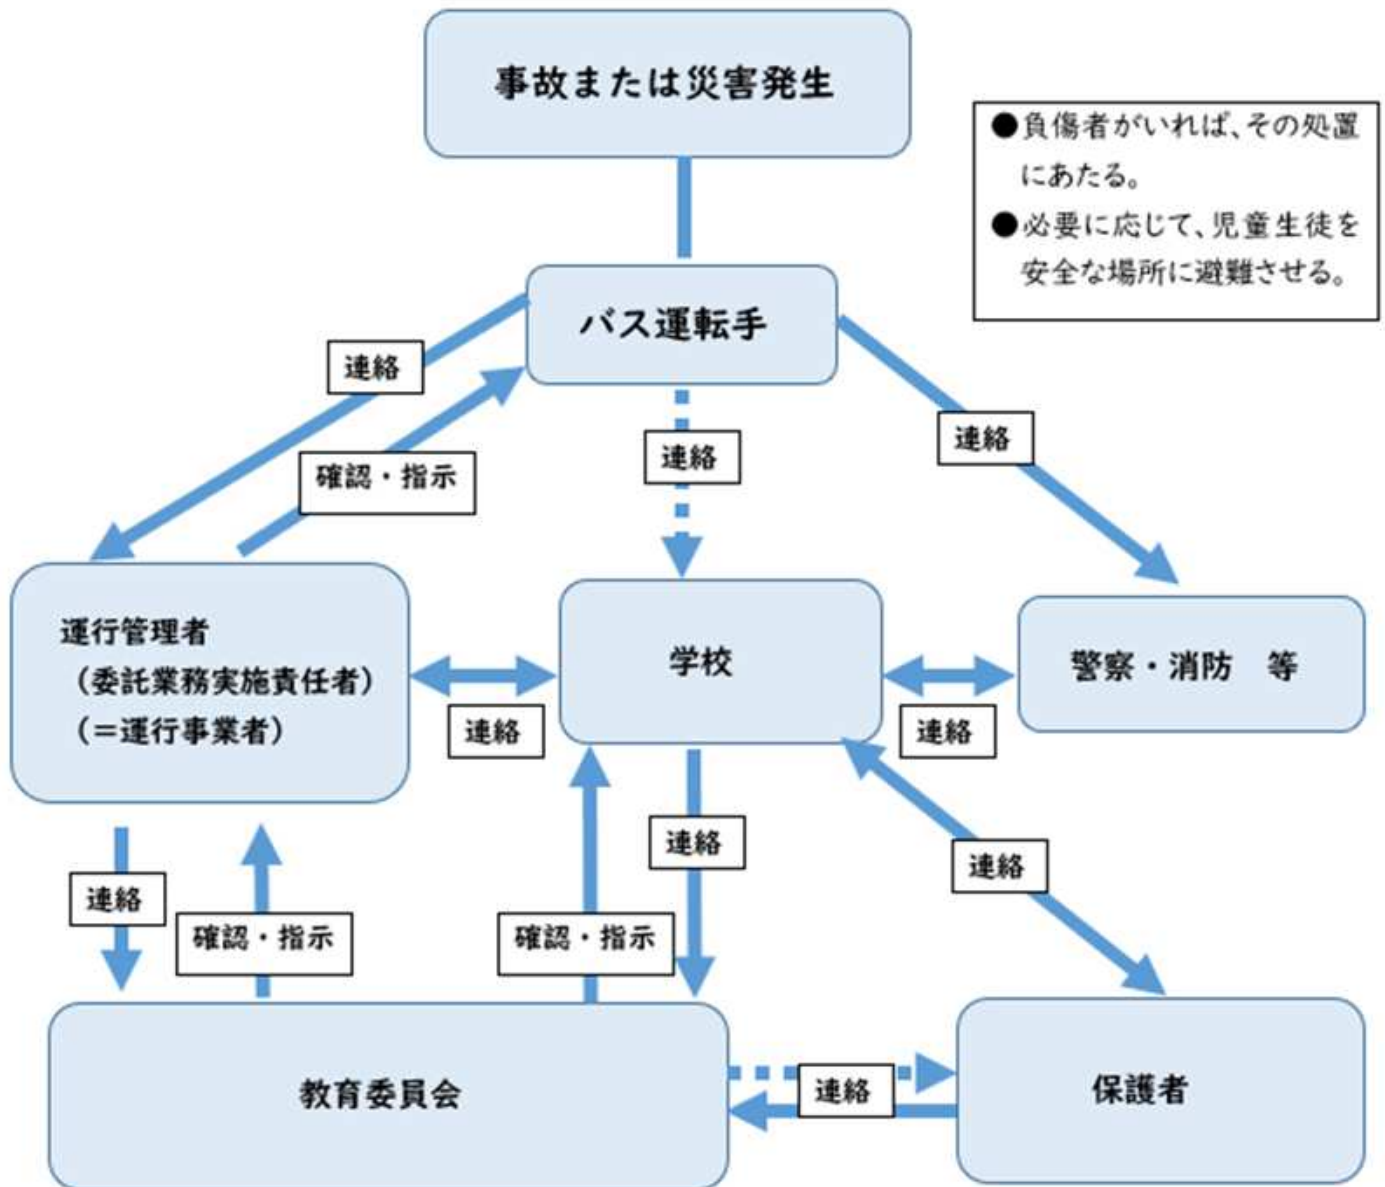 事故または災害発生
●負傷者がいれば、その処置
にあたる。
●必要に応じて、児童生徒を
安全な場所に避難させる。
バス運転手
連絡
確認・指示
連絡
連絡
運行管理者
（委託業務実施責任者）
（＝運行事業者）
学校
警察・消防　等
連絡
連絡
連絡
確認・指示
確認・指示
連絡
連絡
教育委員会
連絡
保護者